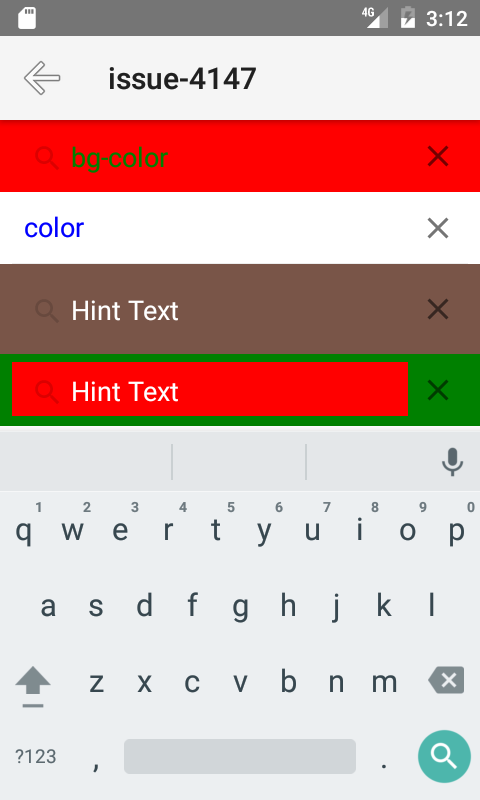 4G 3:12
issue-4147
bg-color
color
Hint Text
Hint Text
1 2 3 4 5 6 7 8 9 0
q w e r t y u i o p
a s d f g h j k l
z x c v b n m
?123 , .